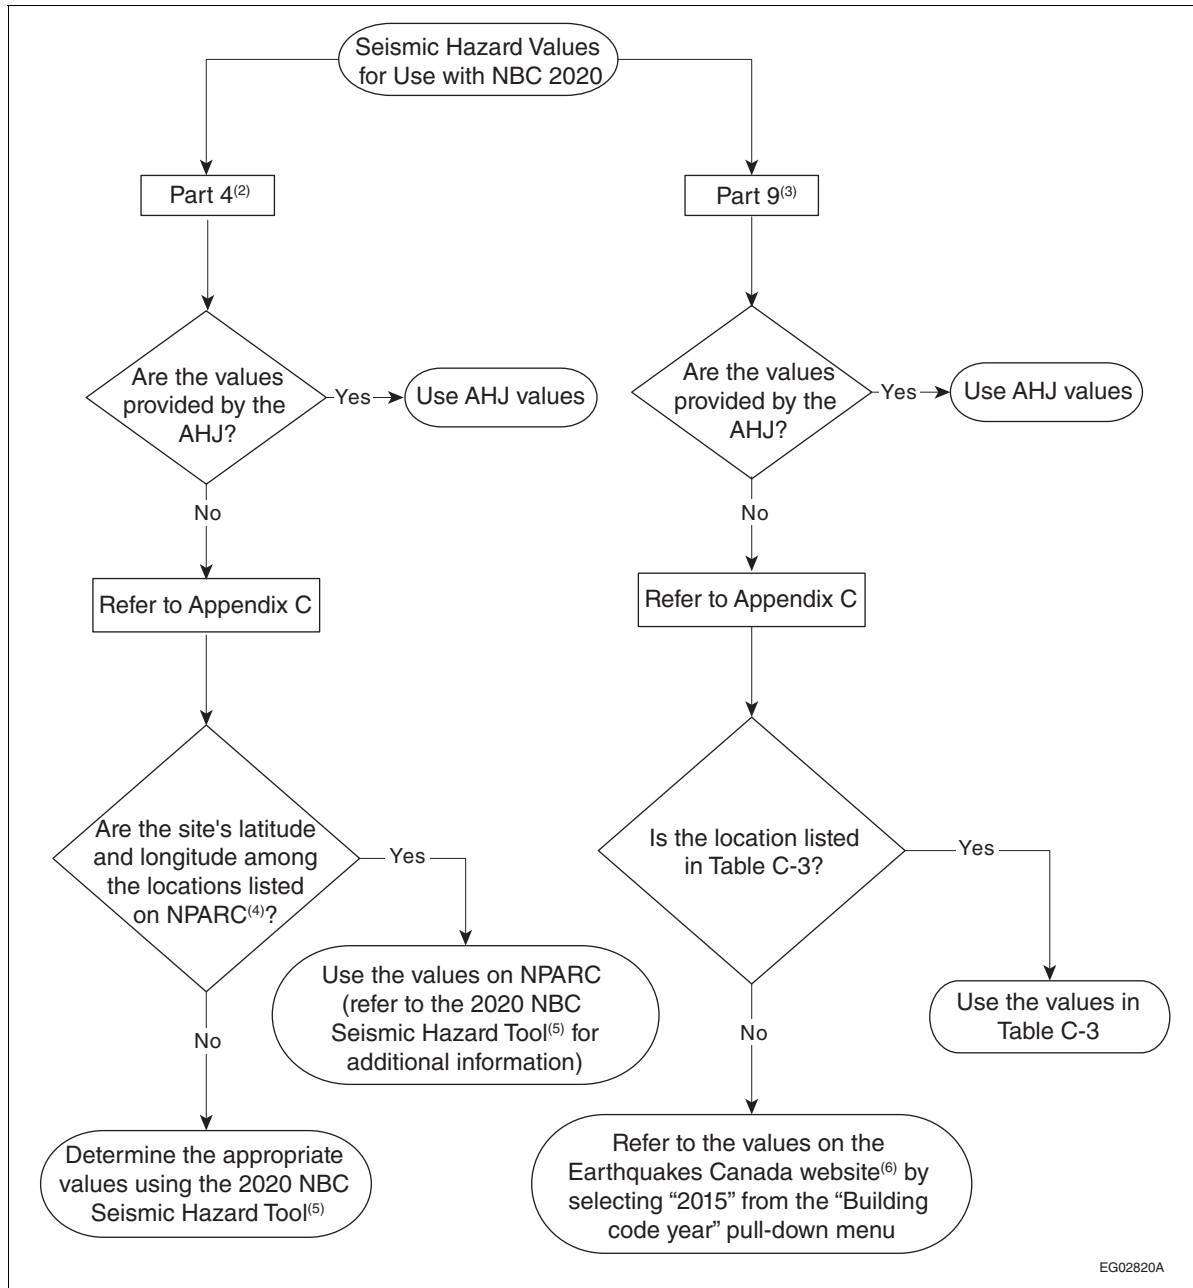 Seismic Hazard Values
for Use with NBC 2020
Part 4(2)
Part 9(3)
Are the values
provided by the
AHJ?
Yes
Use AHJ values
Are the values
provided by the
AHJ?
Yes
Use AHJ values
No
No
Refer to Appendix C
Refer to Appendix C
Are the site's latitude
and longitude among
the locations listed
on NPARC(4)?
Yes
Is the location listed
in Table C-3?
Yes
Use the values on NPARC
(refer to the 2020 NBC
Seismic Hazard Tool(5) for
additional information)
Use the values in
Table C-3
No
No
Determine the appropriate
values using the 2020 NBC
Seismic Hazard Tool(5)
Refer to the values on the
Earthquakes Canada website(6) by
selecting “2015” from the “Building
code year” pull-down menu
EG02820A